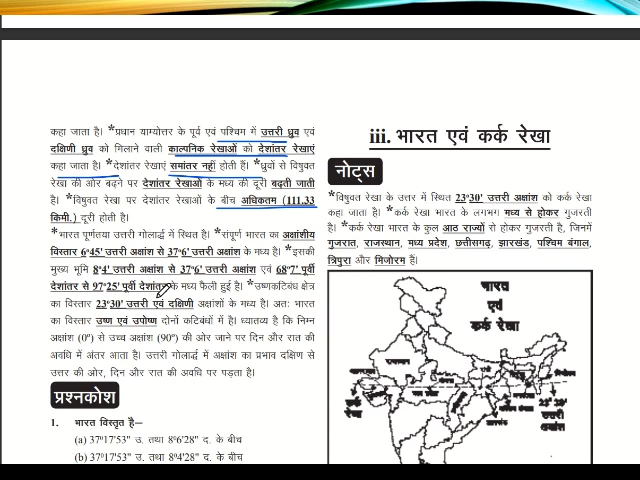 कहा जाता है। *प्रधान याम्योत्तर के पूर्व एवं पश्चिम में उत्तरी ध्रुव एवं
दक्षिणी ध्रुव को मिलाने वाली काल्पनिक रेखाओं को देशांतर रेखाएं
कहा जाता है। *देशांतर रेखाएं समांतर नहीं होती हैं। *ध्रुवों से विषुवत
रेखा की ओर बढ़ने पर देशांतर रेखाओं के मध्य की दूरी बढ़ती जाती
है। *विषुवत रेखा पर देशांतर रेखाओं के बीच अधिकतम (111.33
किमी.) दूरी होती है।
*भारत पूर्णतया उत्तरी गोलार्द्ध में स्थित है। *संपूर्ण भारत का अक्षांशीय
विस्तार 6°45' उत्तरी अक्षांश से 37°6' उत्तरी अक्षांश के मध्य है। *इसकी
मुख्य भूमि 8°4' उत्तरी अक्षांश से 37°6' उत्तरी अक्षांश एवं 68°7' पूर्वी
देशांतर से 97°25' पूर्वी देशांतर के मध्य फैली हुई है। *उष्णकटिबंध क्षेत्र
का विस्तार 23°30' उत्तरी एवं दक्षिणी अक्षांशों के मध्य है। अतः भारत
का विस्तार उष्ण एवं उपोष्ण दोनों कटिबंधों में है। ध्यातव्य है कि निम्न
अक्षांश (0°) से उच्च अक्षांश (90°) की ओर जाने पर दिन और रात की
अवधि में अंतर आता है। उत्तरी गोलार्द्ध में अक्षांश का प्रभाव दक्षिण से
उत्तर की ओर, दिन और रात की अवधि पर पड़ता है।
प्रश्नकोश
1. भारत विस्तृत है–
(a) 37°17'53" उ. तथा 8°6'28" द. के बीच
(b) 37°17'53" उ. तथा 8°4'28" द. के बीच
iii. भारत एवं कर्क रेखा
नोट्स
*विषुवत रेखा के उत्तर में स्थित 23°30' उत्तरी अक्षांश को कर्क रेखा
कहा जाता है। *कर्क रेखा भारत के लगभग मध्य से होकर गुजरती
है। *कर्क रेखा भारत के कुल आठ राज्यों से होकर गुजरती है, जिनमें
गुजरात, राजस्थान, मध्य प्रदेश, छत्तीसगढ़, झारखंड, पश्चिम बंगाल,
त्रिपुरा और मिजोरम हैं।
भारत
एवं
कर्क रेखा
राजस्थान
कर्क
रेखा
23° 30'
उत्तरी
अक्षांश